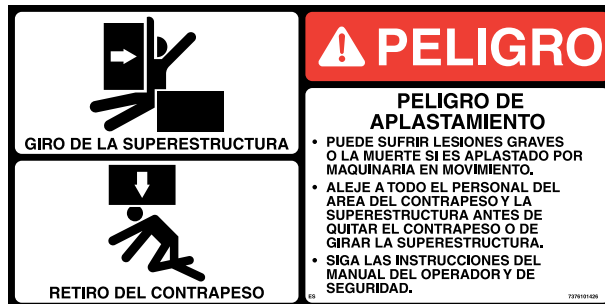 GIRO DE LA SUPERESTRUCTURA
RETIRO DEL CONTRAPESO
PELIGRO
PELIGRO DE
APLASTAMIENTO
• PUEDE SUFRIR LESIONES GRAVES
O LA MUERTE SI ES APLASTADO POR
MAQUINARIA EN MOVIMIENTO.
• ALEJE A TODO EL PERSONAL DEL
AREA DEL CONTRAPESO Y LA
SUPERESTRUCTURA ANTES DE
QUITAR EL CONTRAPESO O DE
GIRAR LA SUPERESTRUCTURA.
• SIGA LAS INSTRUCCIONES DEL
MANUAL DEL OPERADOR Y DE
SEGURIDAD.
ES
7376101426